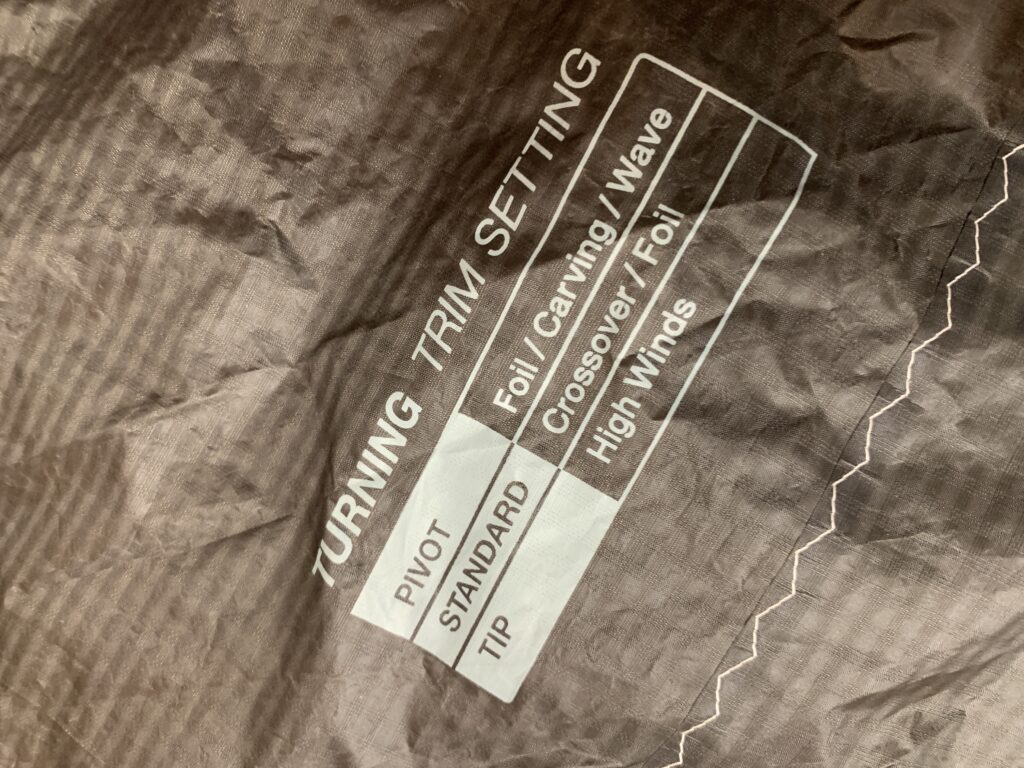 TURNING TRIM SETTING
PIVOT Foil / Carving / Wave
STANDARD Crossover / Foil
TIP High Winds